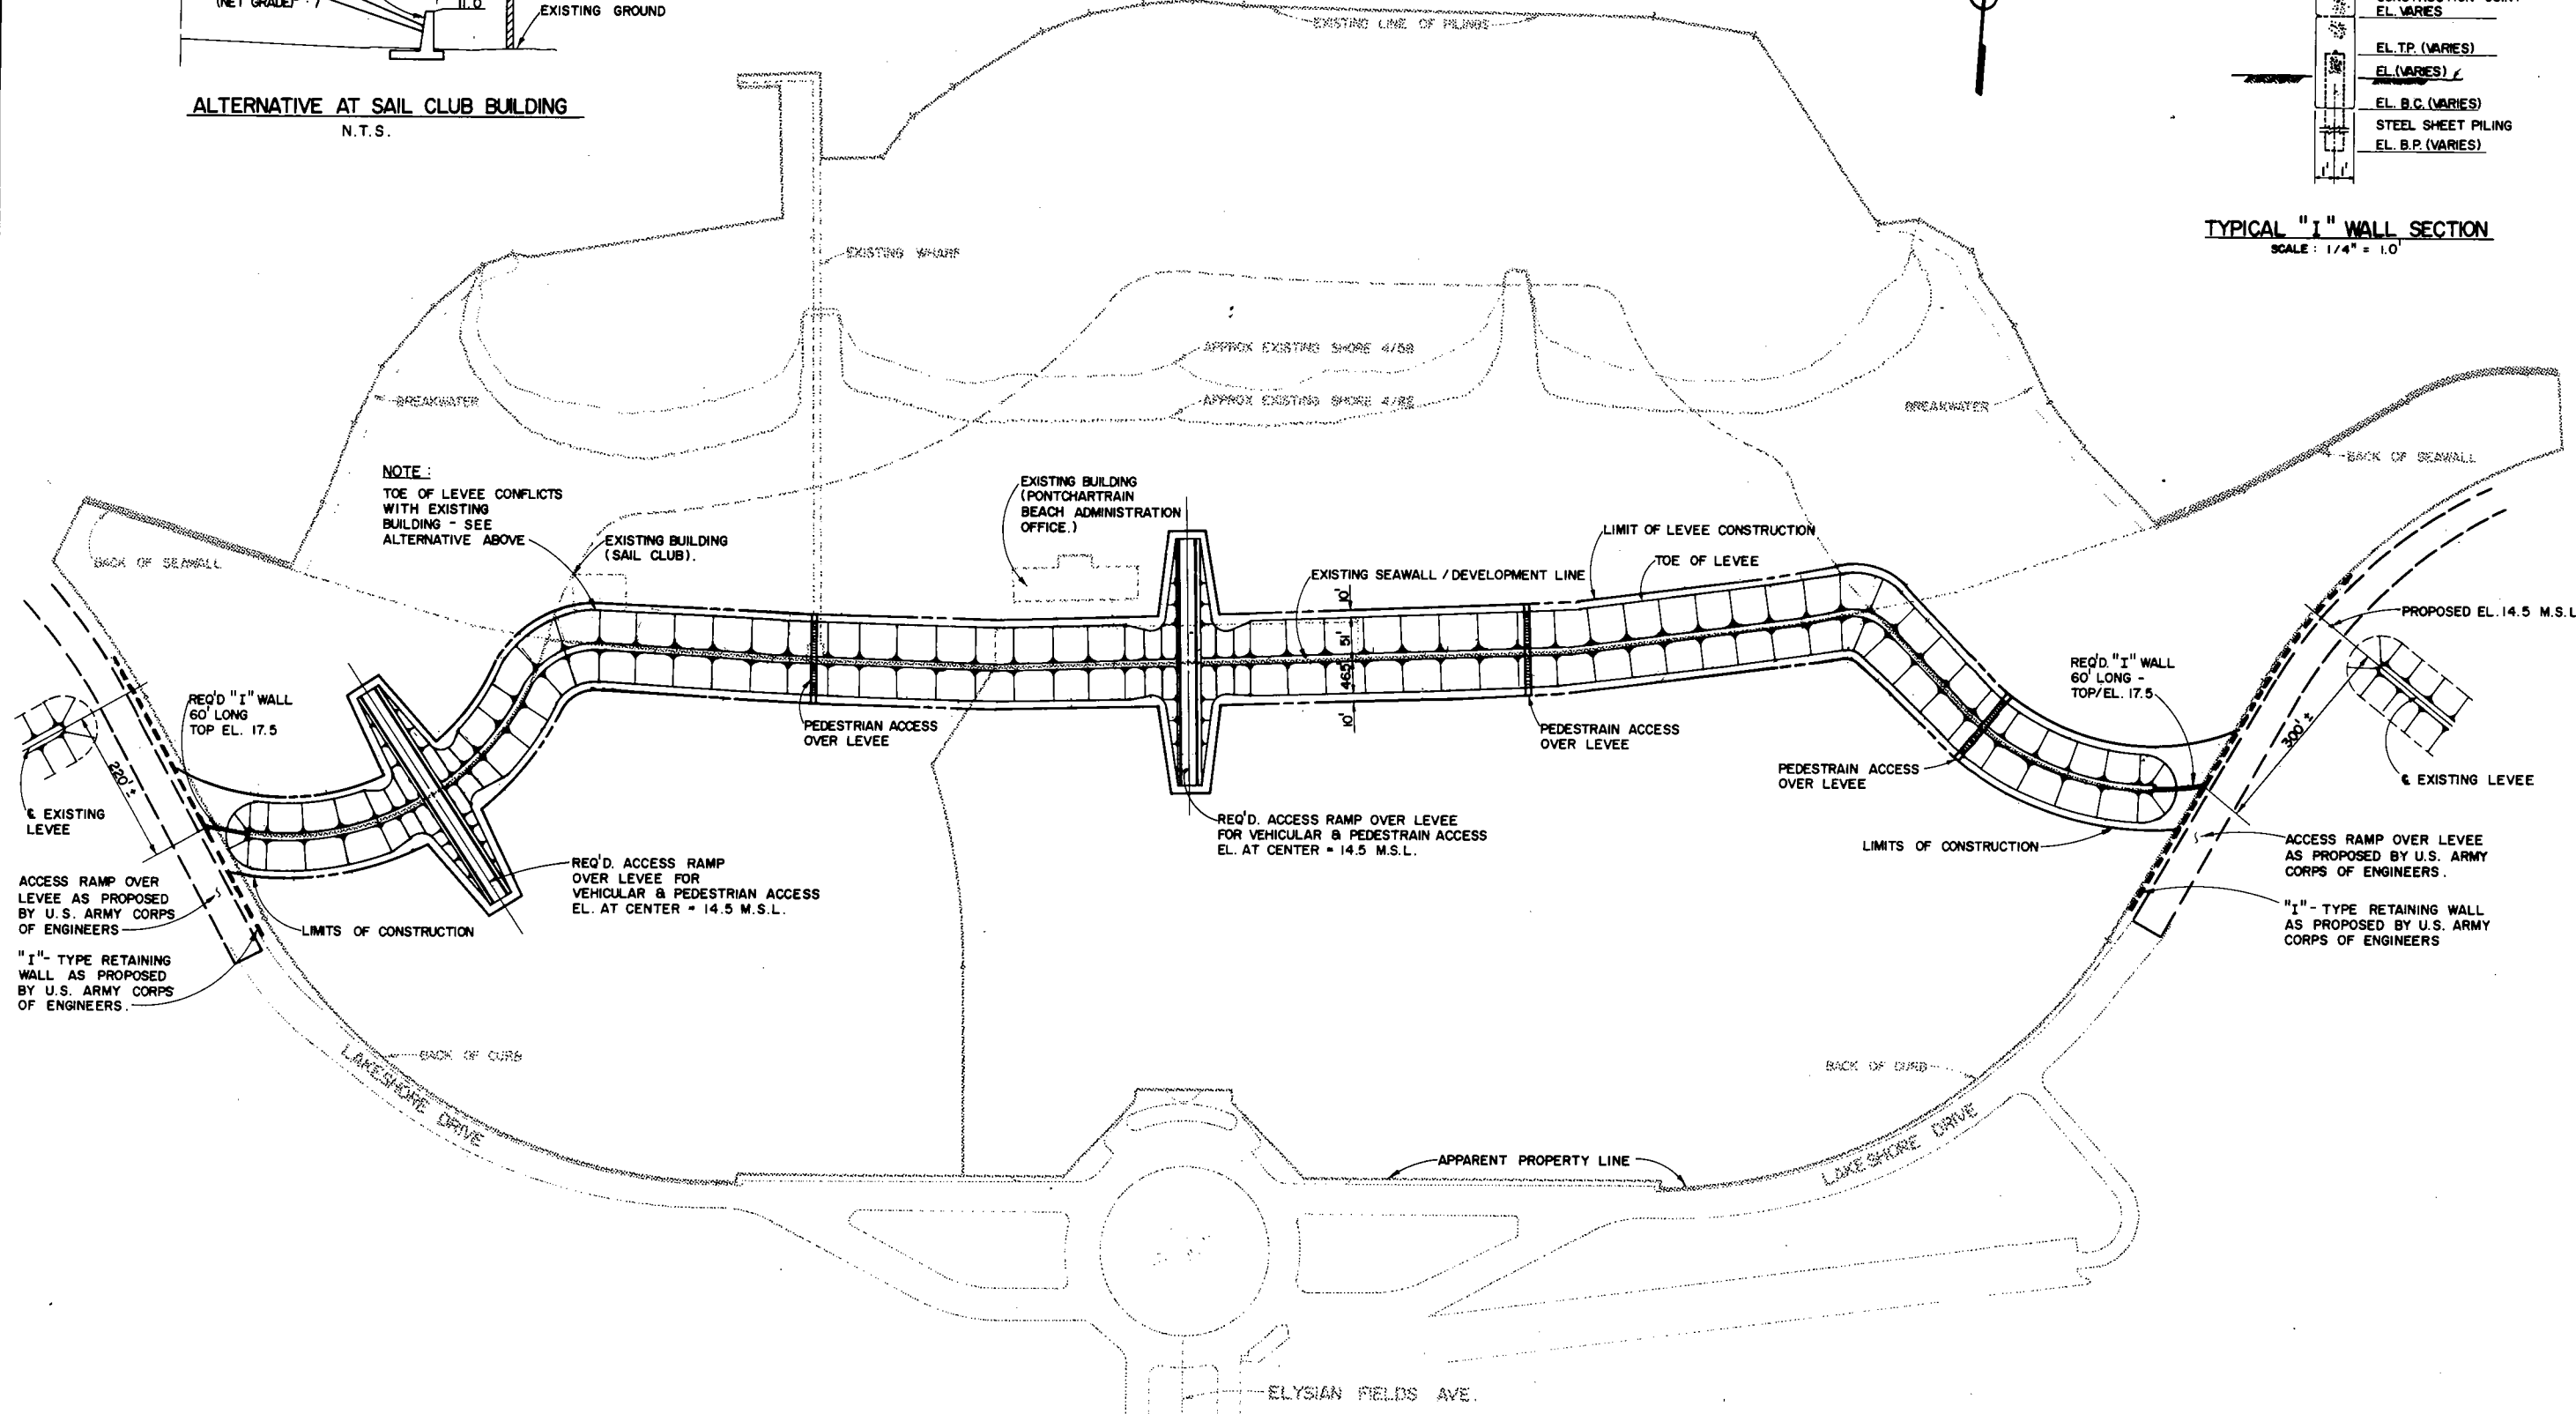 (NET GRADE)
11.0
EXISTING GROUND
ALTERNATIVE AT SAIL CLUB BUILDING
N.T.S.
EXISTING LINE OF PILINGS
EL. VARIES
EL. T.P. (VARIES)
EL. (VARIES)
EL. B.C. (VARIES)
STEEL SHEET PILING
EL. B.P. (VARIES)
1' 1'
TYPICAL "I" WALL SECTION
SCALE : 1/4" = 1.0'
EXISTING WHARF
APPROX EXISTING SHORE 4/58
APPROX EXISTING SHORE 4/82
BREAKWATER
BREAKWATER
BACK OF SEAWALL
BACK OF SEAWALL
NOTE :
TOE OF LEVEE CONFLICTS
WITH EXISTING
BUILDING - SEE
ALTERNATIVE ABOVE
EXISTING BUILDING
(SAIL CLUB).
EXISTING BUILDING
(PONTCHARTRAIN
BEACH ADMINISTRATION
OFFICE.)
LIMIT OF LEVEE CONSTRUCTION
TOE OF LEVEE
EXISTING SEAWALL / DEVELOPMENT LINE
10'
51'
46.5'
10'
PROPOSED EL. 14.5 M.S.L
REQ'D "I" WALL
60' LONG
TOP EL. 17.5
REQ'D. "I" WALL
60' LONG -
TOP/EL. 17.5
220' ±
300' ±
℄ EXISTING
LEVEE
℄ EXISTING LEVEE
PEDESTRIAN ACCESS
OVER LEVEE
PEDESTRAIN ACCESS
OVER LEVEE
PEDESTRAIN ACCESS
OVER LEVEE
REQ'D. ACCESS RAMP OVER LEVEE
FOR VEHICULAR & PEDESTRAIN ACCESS
EL. AT CENTER = 14.5 M.S.L.
REQ'D. ACCESS RAMP
OVER LEVEE FOR
VEHICULAR & PEDESTRIAN ACCESS
EL. AT CENTER = 14.5 M.S.L.
LIMITS OF CONSTRUCTION
LIMITS OF CONSTRUCTION
ACCESS RAMP OVER
LEVEE AS PROPOSED
BY U.S. ARMY CORPS
OF ENGINEERS
"I"- TYPE RETAINING
WALL AS PROPOSED
BY U.S. ARMY CORPS
OF ENGINEERS.
ACCESS RAMP OVER LEVEE
AS PROPOSED BY U.S. ARMY
CORPS OF ENGINEERS.
"I"- TYPE RETAINING WALL
AS PROPOSED BY U.S. ARMY
CORPS OF ENGINEERS
BACK OF CURB
BACK OF CURB
LAKESHORE DRIVE
LAKESHORE DRIVE
APPARENT PROPERTY LINE
ELYSIAN FIELDS AVE.